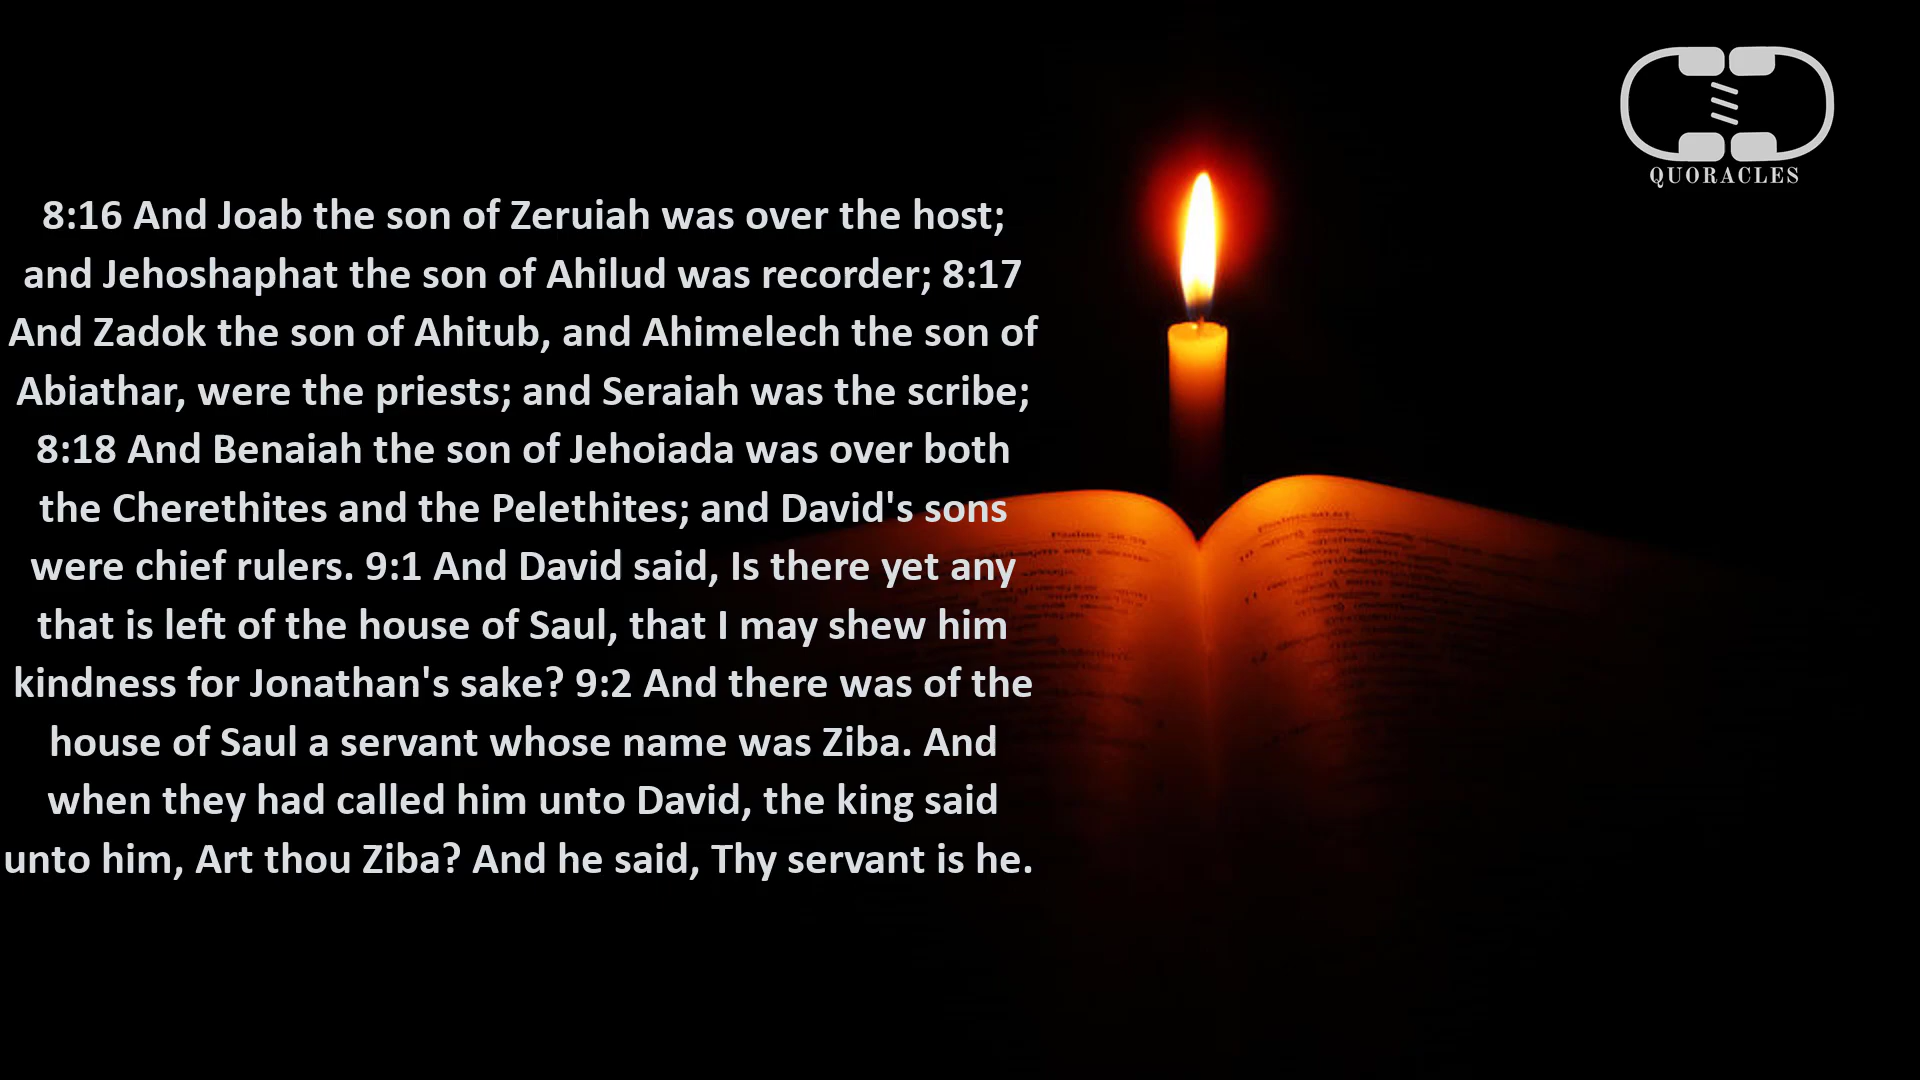 QUORACLES
8:16 And Joab the son of Zeruiah was over the host;
and Jehoshaphat the son of Ahilud was recorder; 8:17
And Zadok the son of Ahitub, and Ahimelech the son of
Abiathar, were the priests; and Seraiah was the scribe;
8:18 And Benaiah the son of Jehoiada was over both
the Cherethites and the Pelethites; and David's sons
were chief rulers. 9:1 And David said, Is there yet any
that is left of the house of Saul, that I may shew him
kindness for Jonathan's sake? 9:2 And there was of the
house of Saul a servant whose name was Ziba. And
when they had called him unto David, the king said
unto him, Art thou Ziba? And he said, Thy servant is he.